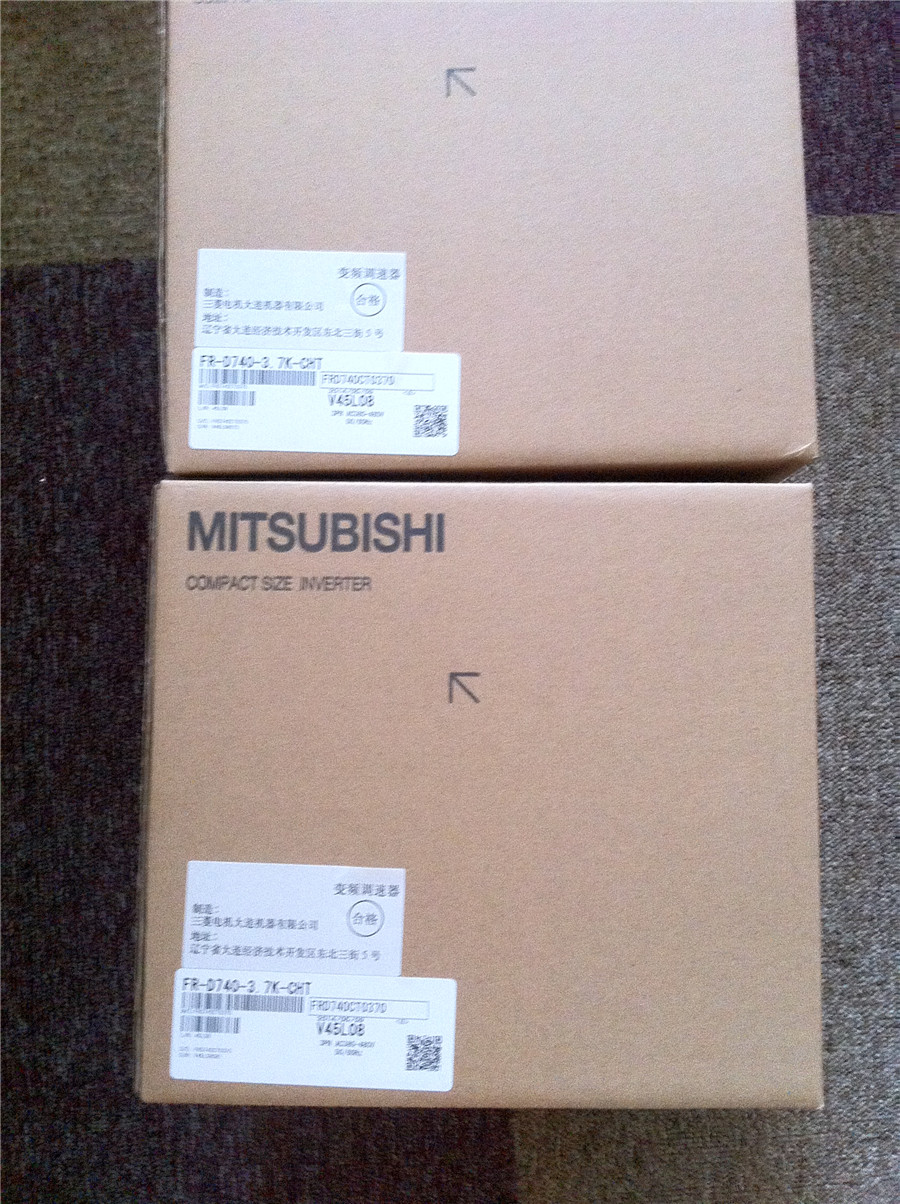 变频调速器
制造:
三菱电机大连机器有限公司
合格
地址:
辽宁省大连经济技术开发区东北三街5号
FR-D740-3.7K-CHT
FRD740CT037D
V45L08
MITSUBISHI
COMPACT SIZE INVERTER
变频调速器
制造:
三菱电机大连机器有限公司
合格
地址:
辽宁省大连经济技术开发区东北三街5号
FR-D740-3.7K-CHT
FRD740CT037D
V45L08